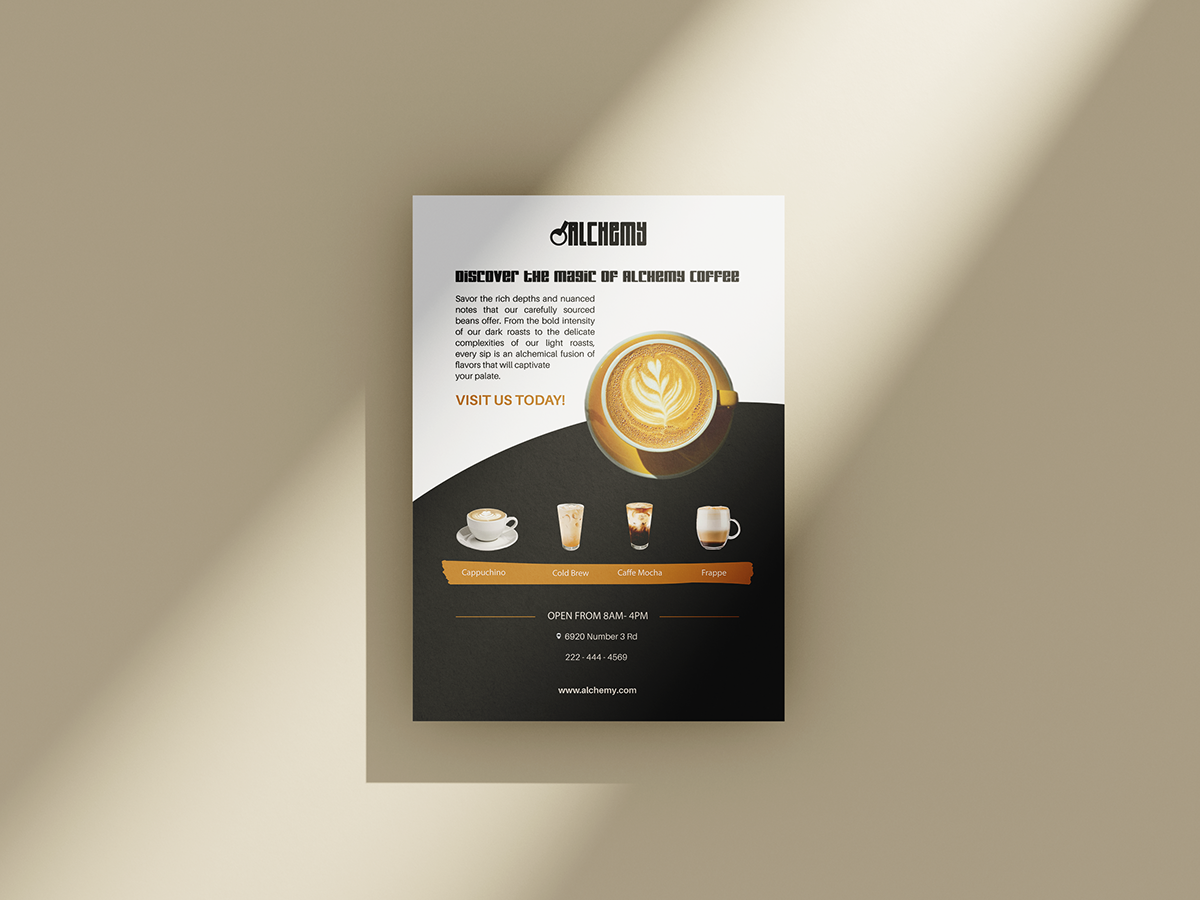 ALCHEMY
DISCOVER THE MAGIC OF ALCHEMY COFFEE
Savor the rich depths and nuanced
notes that our carefully sourced
beans offer. From the bold intensity
of our dark roasts to the delicate
complexities of our light roasts,
every sip is an alchemical fusion of
flavors that will captivate
your palate.
VISIT US TODAY!
Cappuchino Cold Brew Caffe Mocha Frappe
OPEN FROM 8AM- 4PM
6920 Number 3 Rd
222 - 444 - 4569
www.alchemy.com